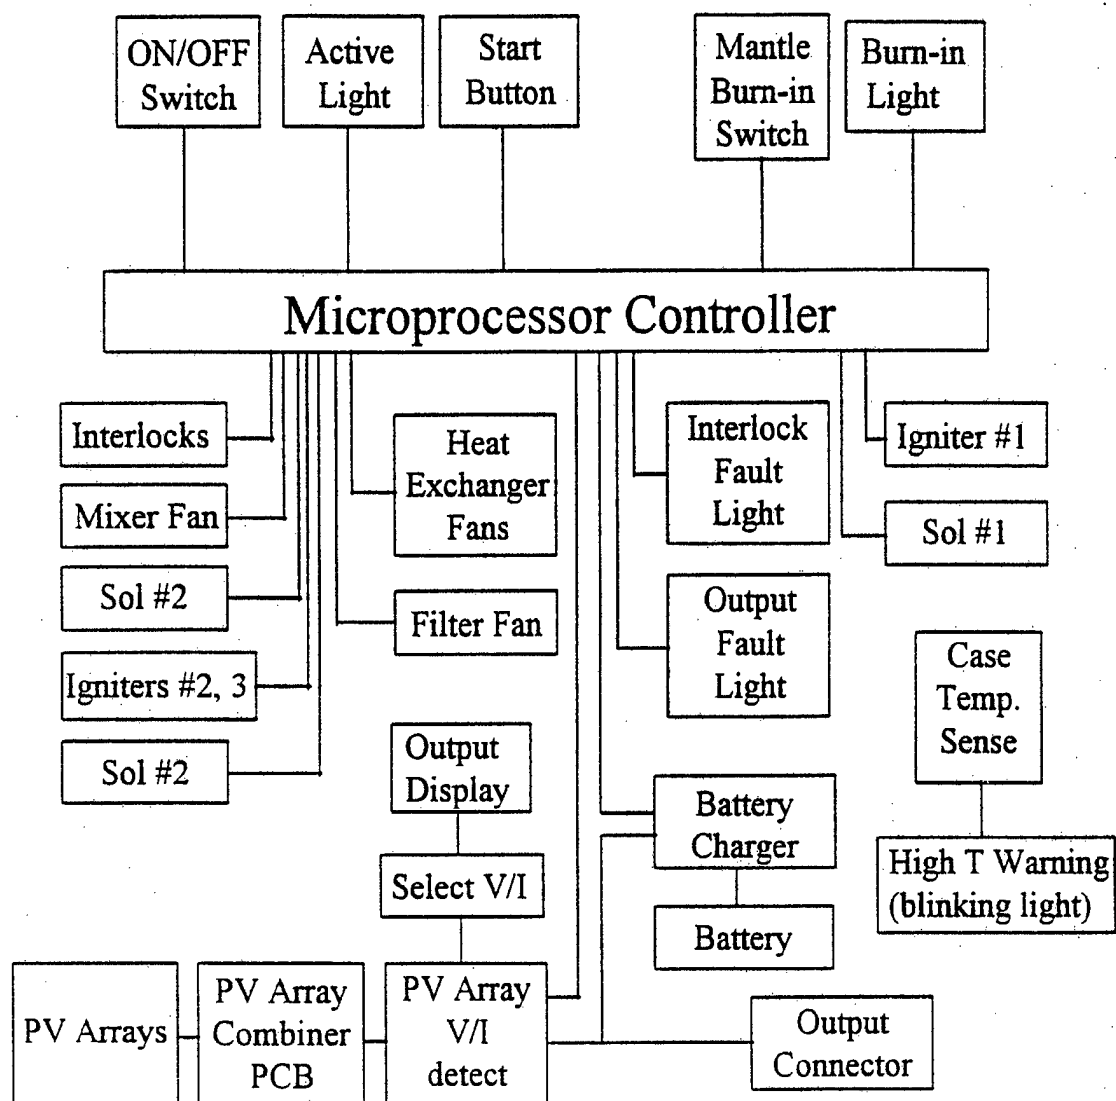 ON/OFF
Switch
Active
Light
Start
Button
Mantle
Burn-in
Switch
Burn-in
Light
Microprocessor Controller
Interlocks
Mixer Fan
Sol #2
Igniters #2, 3
Sol #2
Heat
Exchanger
Fans
Filter Fan
Output
Display
Select V/I
Interlock
Fault
Light
Output
Fault
Light
Battery
Charger
Battery
Igniter #1
Sol #1
Case
Temp.
Sense
High T Warning
(blinking light)
PV Arrays
PV Array
Combiner
PCB
PV Array
V/I
detect
Output
Connector